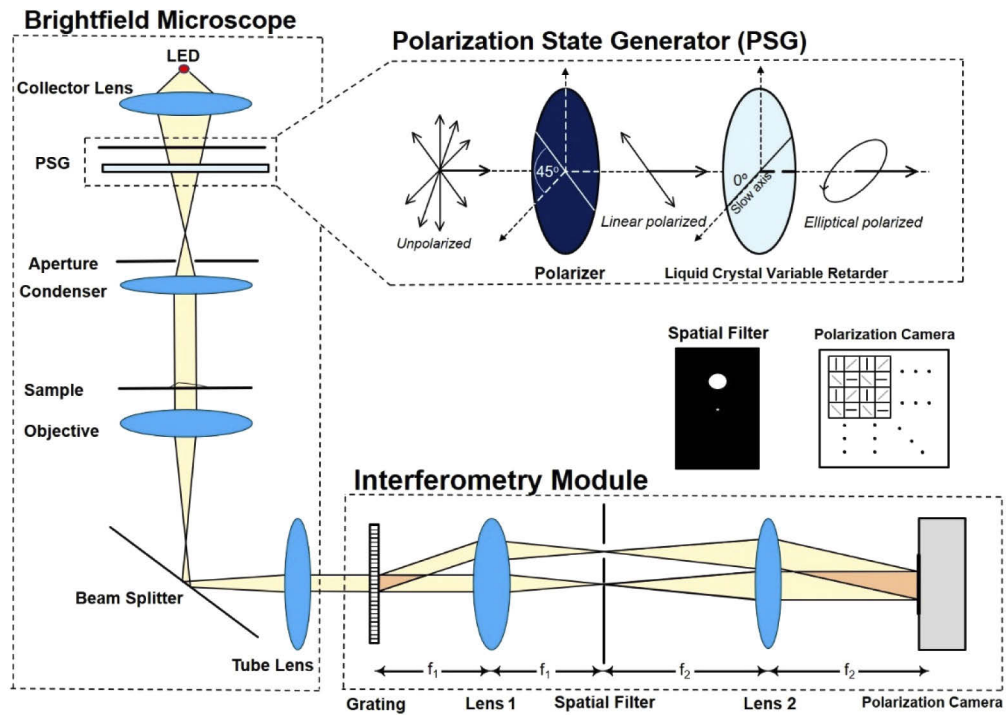 Brightfield Microscope
LED
Collector Lens
PSG
Aperture
Condenser
Sample
Objective
Beam Splitter
Tube Lens
Polarization State Generator (PSG)
45o
0o
Slow axis
Unpolarized
Linear polarized
Elliptical polarized
Polarizer
Liquid Crystal Variable Retarder
Spatial Filter
Polarization Camera
Interferometry Module
f1
f1
f2
f2
Grating
Lens 1
Spatial Filter
Lens 2
Polarization Camera